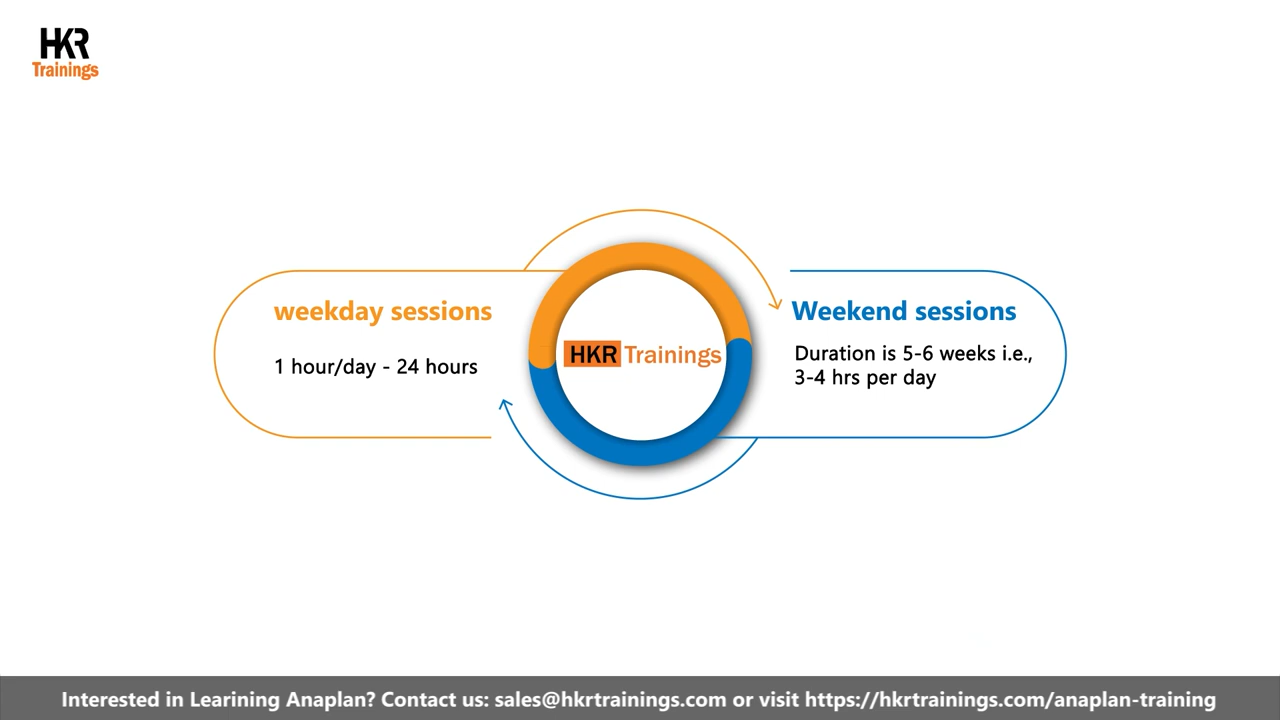 HKR
Trainings
weekday sessions
1 hour/day - 24 hours
HKR Trainings
Weekend sessions
Duration is 5-6 weeks i.e.,
3-4 hrs per day
Interested in Learining Anaplan? Contact us: sales@hkrtrainings.com or visit https://hkrtrainings.com/anaplan-training